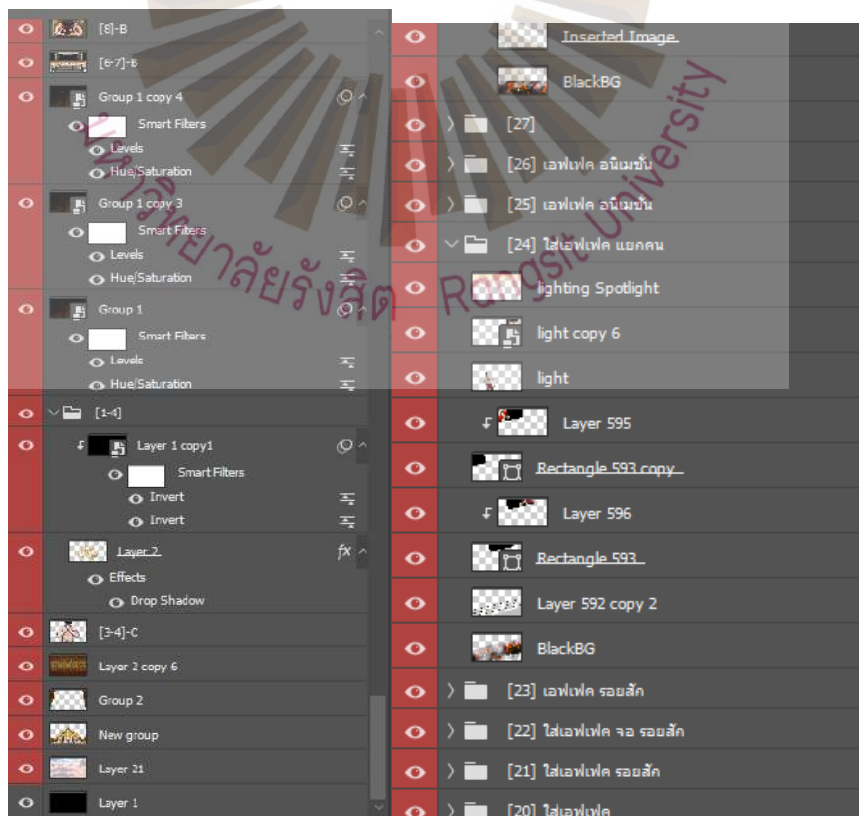 [8]-B
[6-7]-B
Group 1 copy 4
Smart Filters
Levels
Hue/Saturation
Group 1 copy 3
Smart Filters
Levels
Hue/Saturation
Group 1
Smart Filters
Levels
Hue/Saturation
[1-4]
Layer 1 copy1
Smart Filters
Invert
Invert
Layer 2
fx
Effects
Drop Shadow
[3-4]-C
Layer 2 copy 6
Group 2
New group
Layer 21
Layer 1
Inserted Image
BlackBG
[27]
[26] เอฟเฟค อนิเมชั่น
[25] เอฟเฟค อนิเมชั่น
[24] ใส่เอฟเฟค แยกคน
lighting Spotlight
light copy 6
light
Layer 595
Rectangle 593 copy
Layer 596
Rectangle 593
Layer 592 copy 2
BlackBG
[23] เอฟเฟค รอยสัก
[22] ใส่เอฟเฟค จอ รอยสัก
[21] ใส่เอฟเฟค รอยสัก
[20] ใส่เอฟเฟค
มหาวิทยาลัยรังสิต Rangsit University